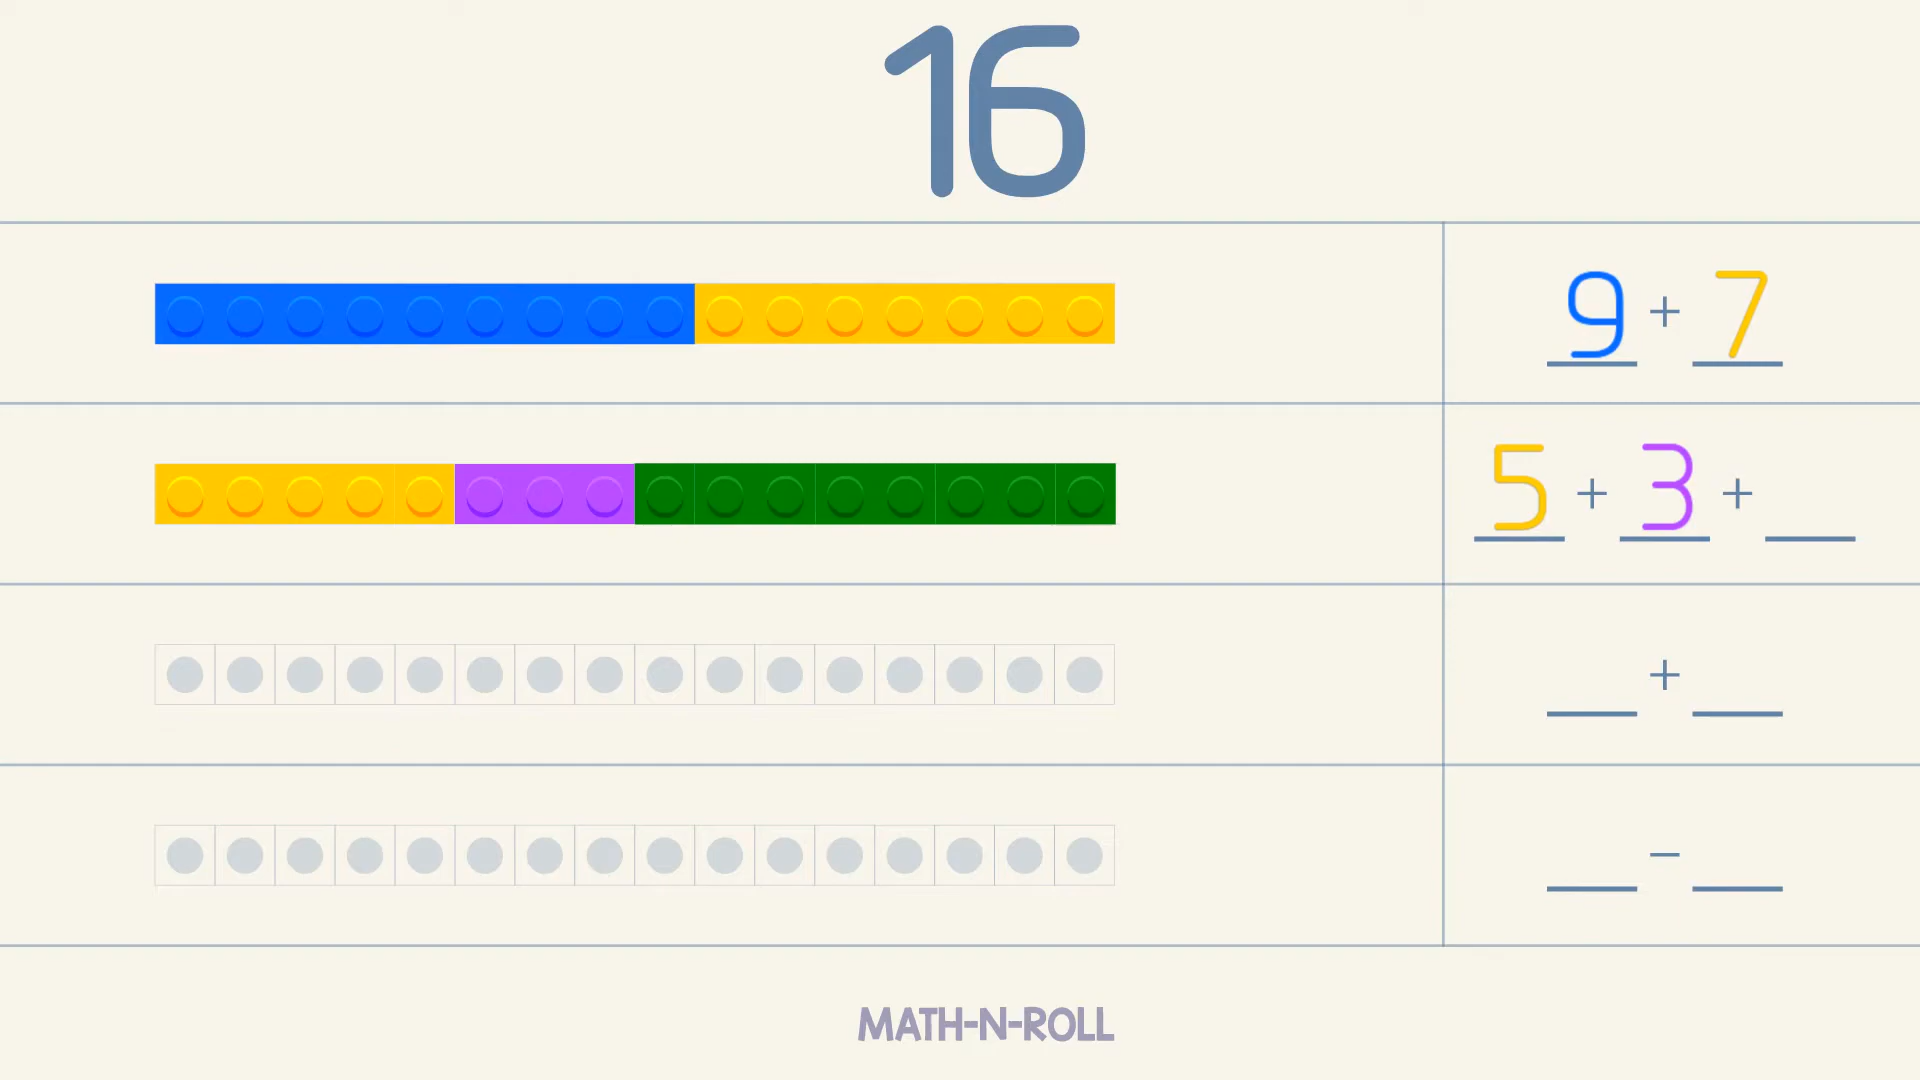 16
9 + 7
5 + 3 +
+
−
MATH-N-ROLL